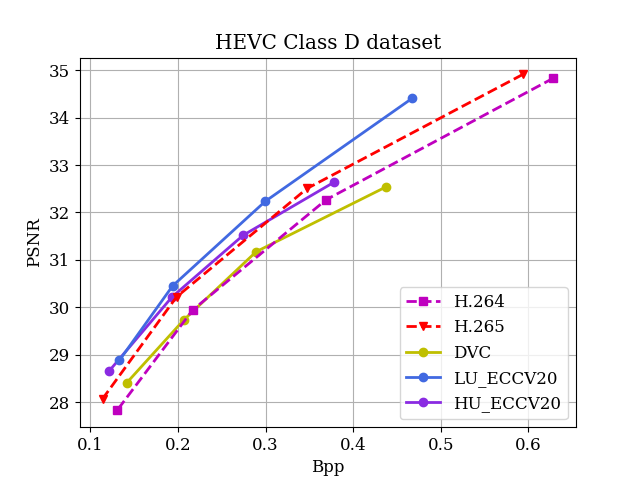 HEVC Class D dataset
PSNR
35
34
33
32
31
30
29
28
0.1
0.2
0.3
0.4
0.5
0.6
Bpp
H.264
H.265
DVC
LU_ECCV20
HU_ECCV20